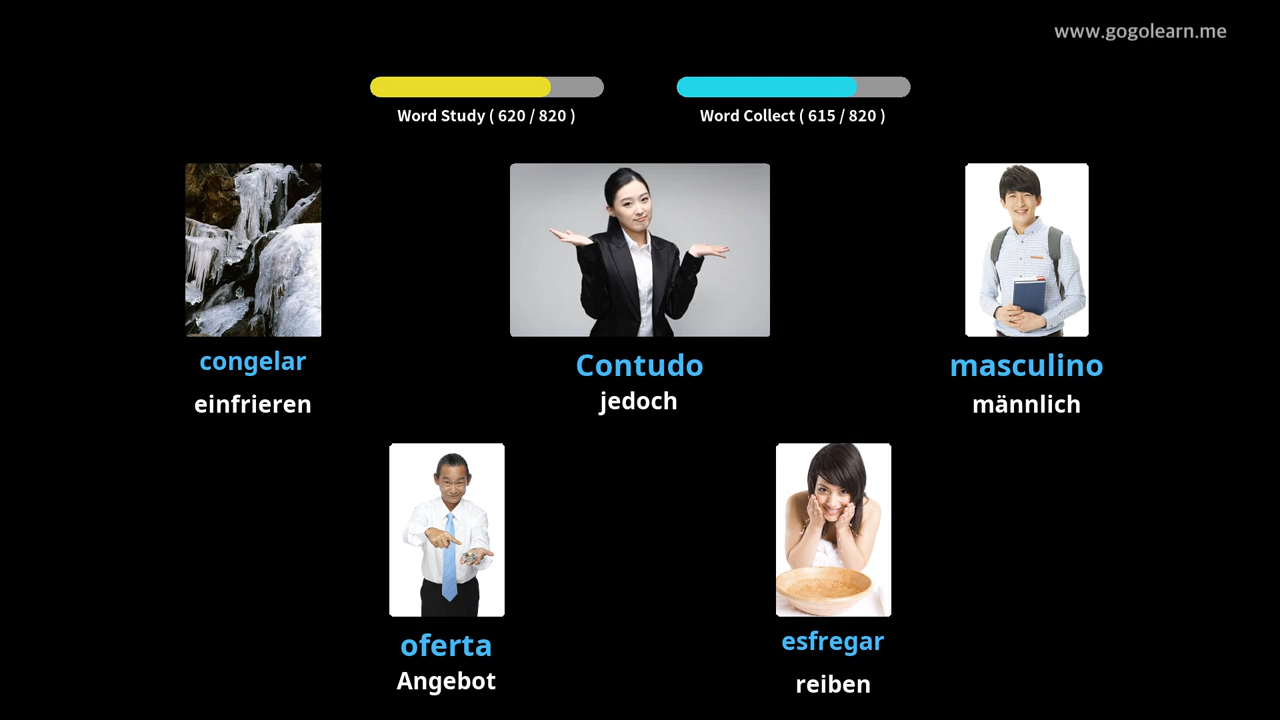 www.gogolearn.me
Word Study ( 620 / 820 )
Word Collect ( 615 / 820 )
congelar
einfrieren
Contudo
jedoch
masculino
männlich
oferta
Angebot
esfregar
reiben